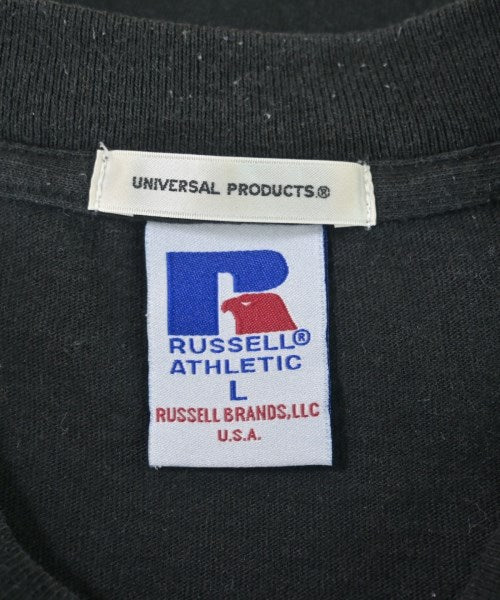 UNIVERSAL PRODUCTS.®
RUSSELL®
ATHLETIC
L
RUSSELL BRANDS,LLC
U.S.A.